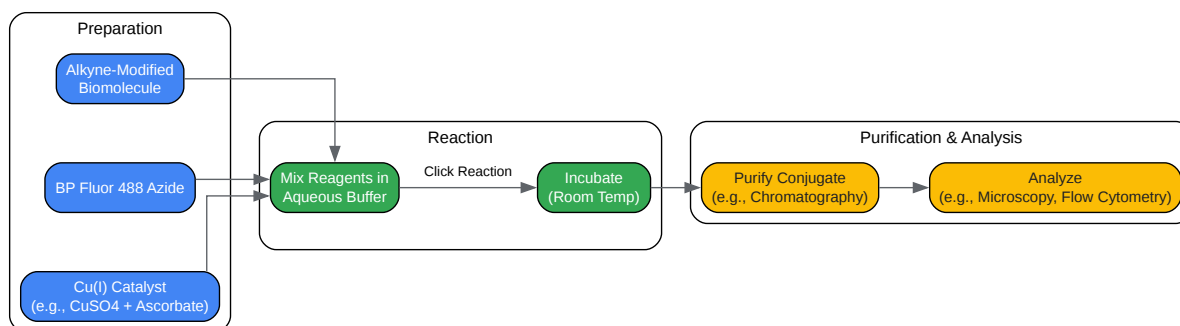 Preparation
Alkyne-Modified
Biomolecule
BP Fluor 488 Azide
Cu(I) Catalyst
(e.g., CuSO4 + Ascorbate)
Reaction
Mix Reagents in
Aqueous Buffer
Click Reaction
Incubate
(Room Temp)
Purification & Analysis
Purify Conjugate
(e.g., Chromatography)
Analyze
(e.g., Microscopy, Flow Cytometry)